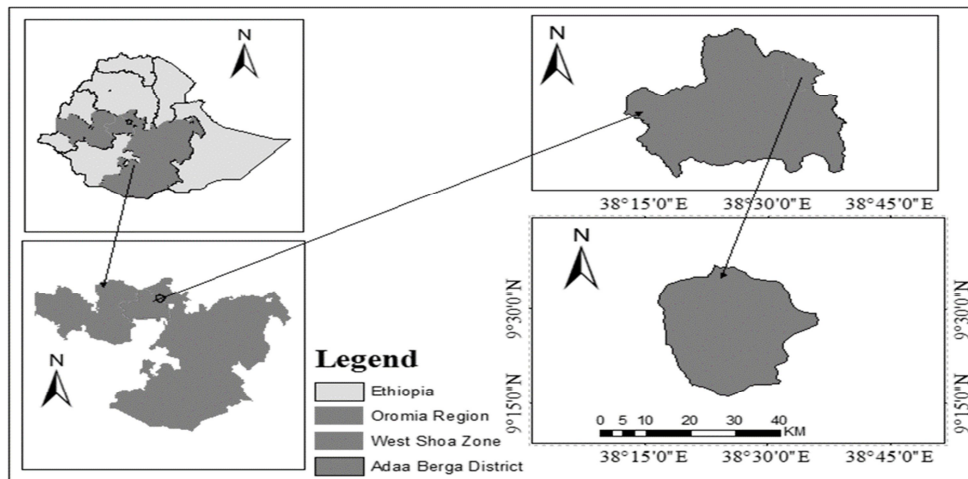 N
N
38°15'0"E 38°30'0"E 38°45'0"E
N
N
9°30'0"N
9°30'0"N
9°15'0"N
9°15'0"N
Legend
Ethiopia
Oromia Region
West Shoa Zone
Adaa Berga District
0 5 10 20 30 40
KM
38°15'0"E 38°30'0"E 38°45'0"E